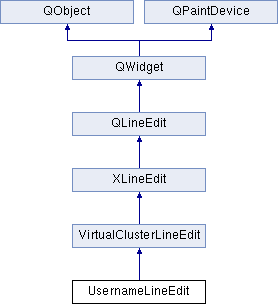 QObject
QPaintDevice
QWidget
QLineEdit
XLineEdit
VirtualClusterLineEdit
UsernameLineEdit